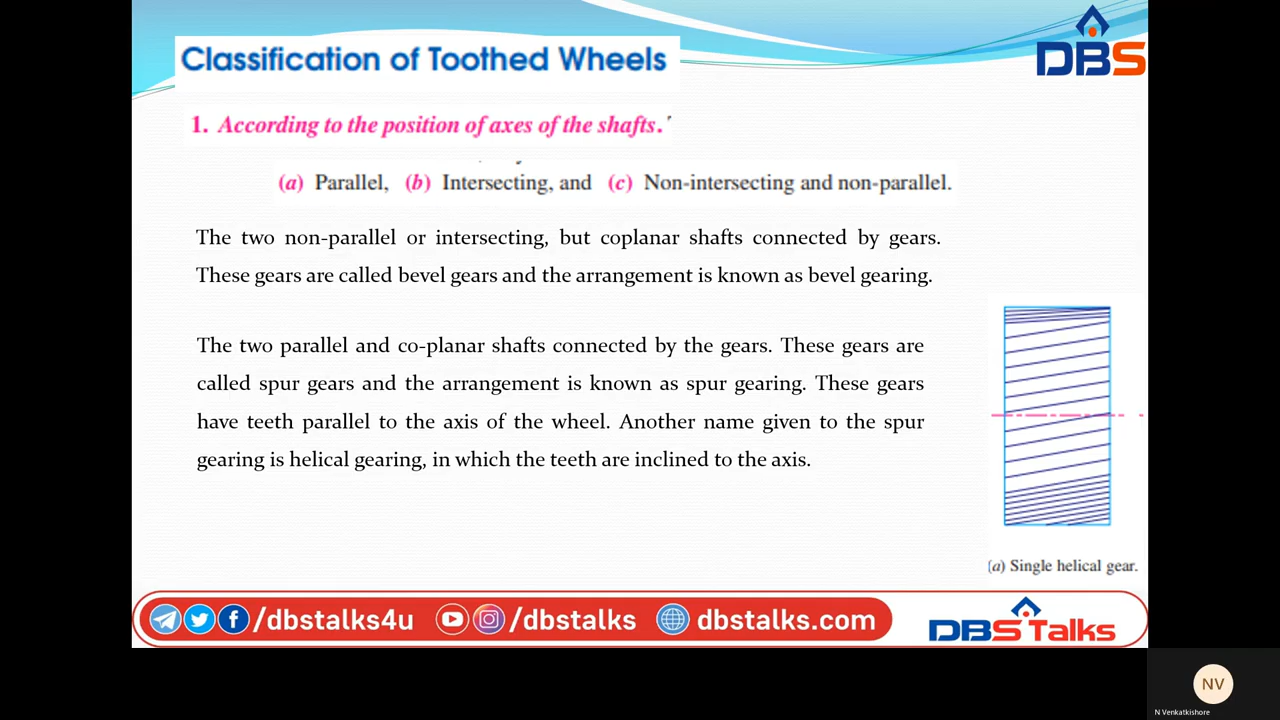 Classification of Toothed Wheels
DBS
1. According to the position of axes of the shafts.
(a) Parallel, (b) Intersecting, and (c) Non-intersecting and non-parallel.
The two non-parallel or intersecting, but coplanar shafts connected by gears.
These gears are called bevel gears and the arrangement is known as bevel gearing.
The two parallel and co-planar shafts connected by the gears. These gears are
called spur gears and the arrangement is known as spur gearing. These gears
have teeth parallel to the axis of the wheel. Another name given to the spur
gearing is helical gearing, in which the teeth are inclined to the axis.
(a) Single helical gear.
/dbstalks4u /dbstalks dbstalks.com
DBS Talks
NV
N Venkatkishore